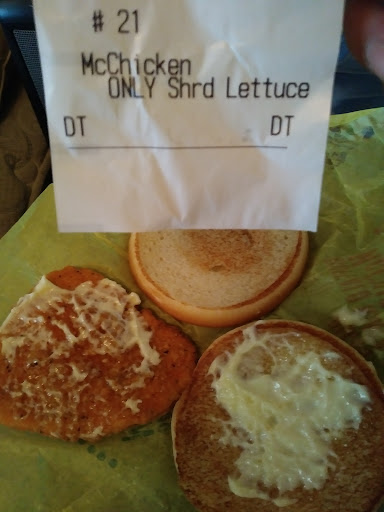 # 21
McChicken
ONLY Shrd Lettuce
DT DT